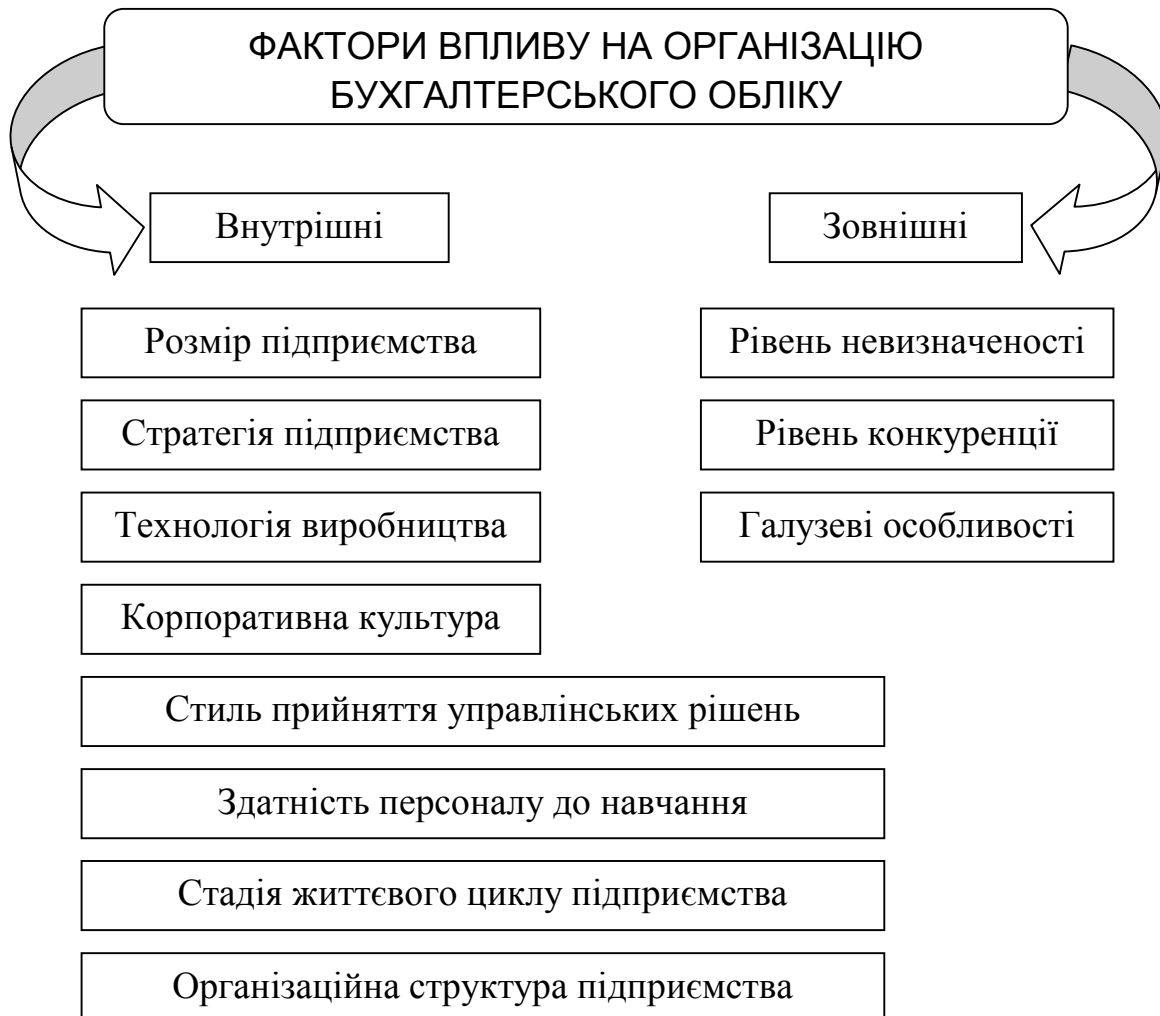 ФАКТОРИ ВПЛИВУ НА ОРГАНІЗАЦІЮ
БУХГАЛТЕРСЬКОГО ОБЛІКУ
Внутрішні
Зовнішні
Розмір підприємства
Рівень невизначеності
Стратегія підприємства
Рівень конкуренції
Технологія виробництва
Галузеві особливості
Корпоративна культура
Стиль прийняття управлінських рішень
Здатність персоналу до навчання
Стадія життєвого циклу підприємства
Організаційна структура підприємства